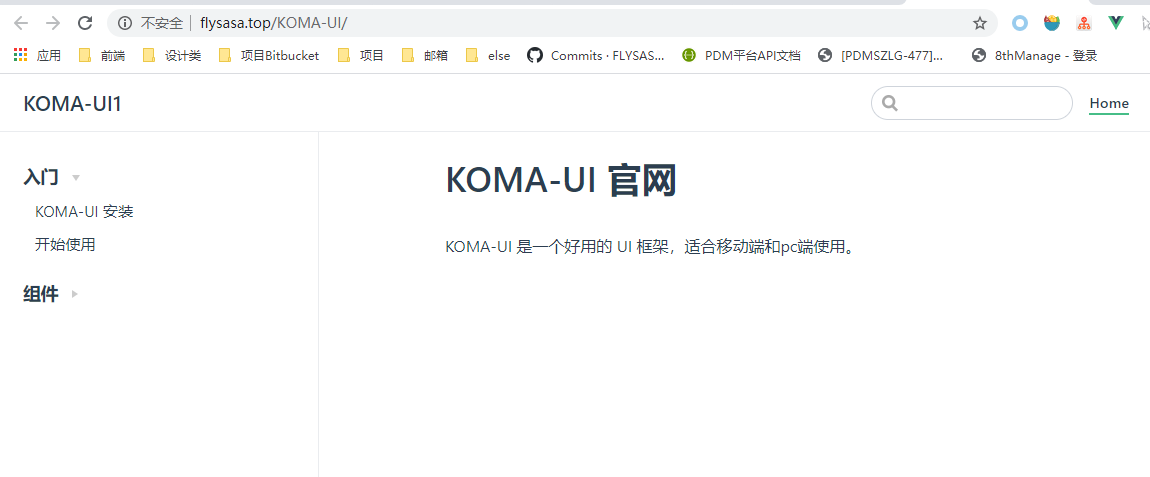 不安全 flysasa.top/KOMA-UI/
应用 前端 设计类 项目Bitbucket 项目 邮箱 else Commits · FLYSAS... PDM平台API文档 [PDMSZLG-477]... 8thManage - 登录
KOMA-UI1 Home
入门
KOMA-UI 安装
开始使用
组件
KOMA-UI 官网
KOMA-UI 是一个好用的 UI 框架，适合移动端和pc端使用。